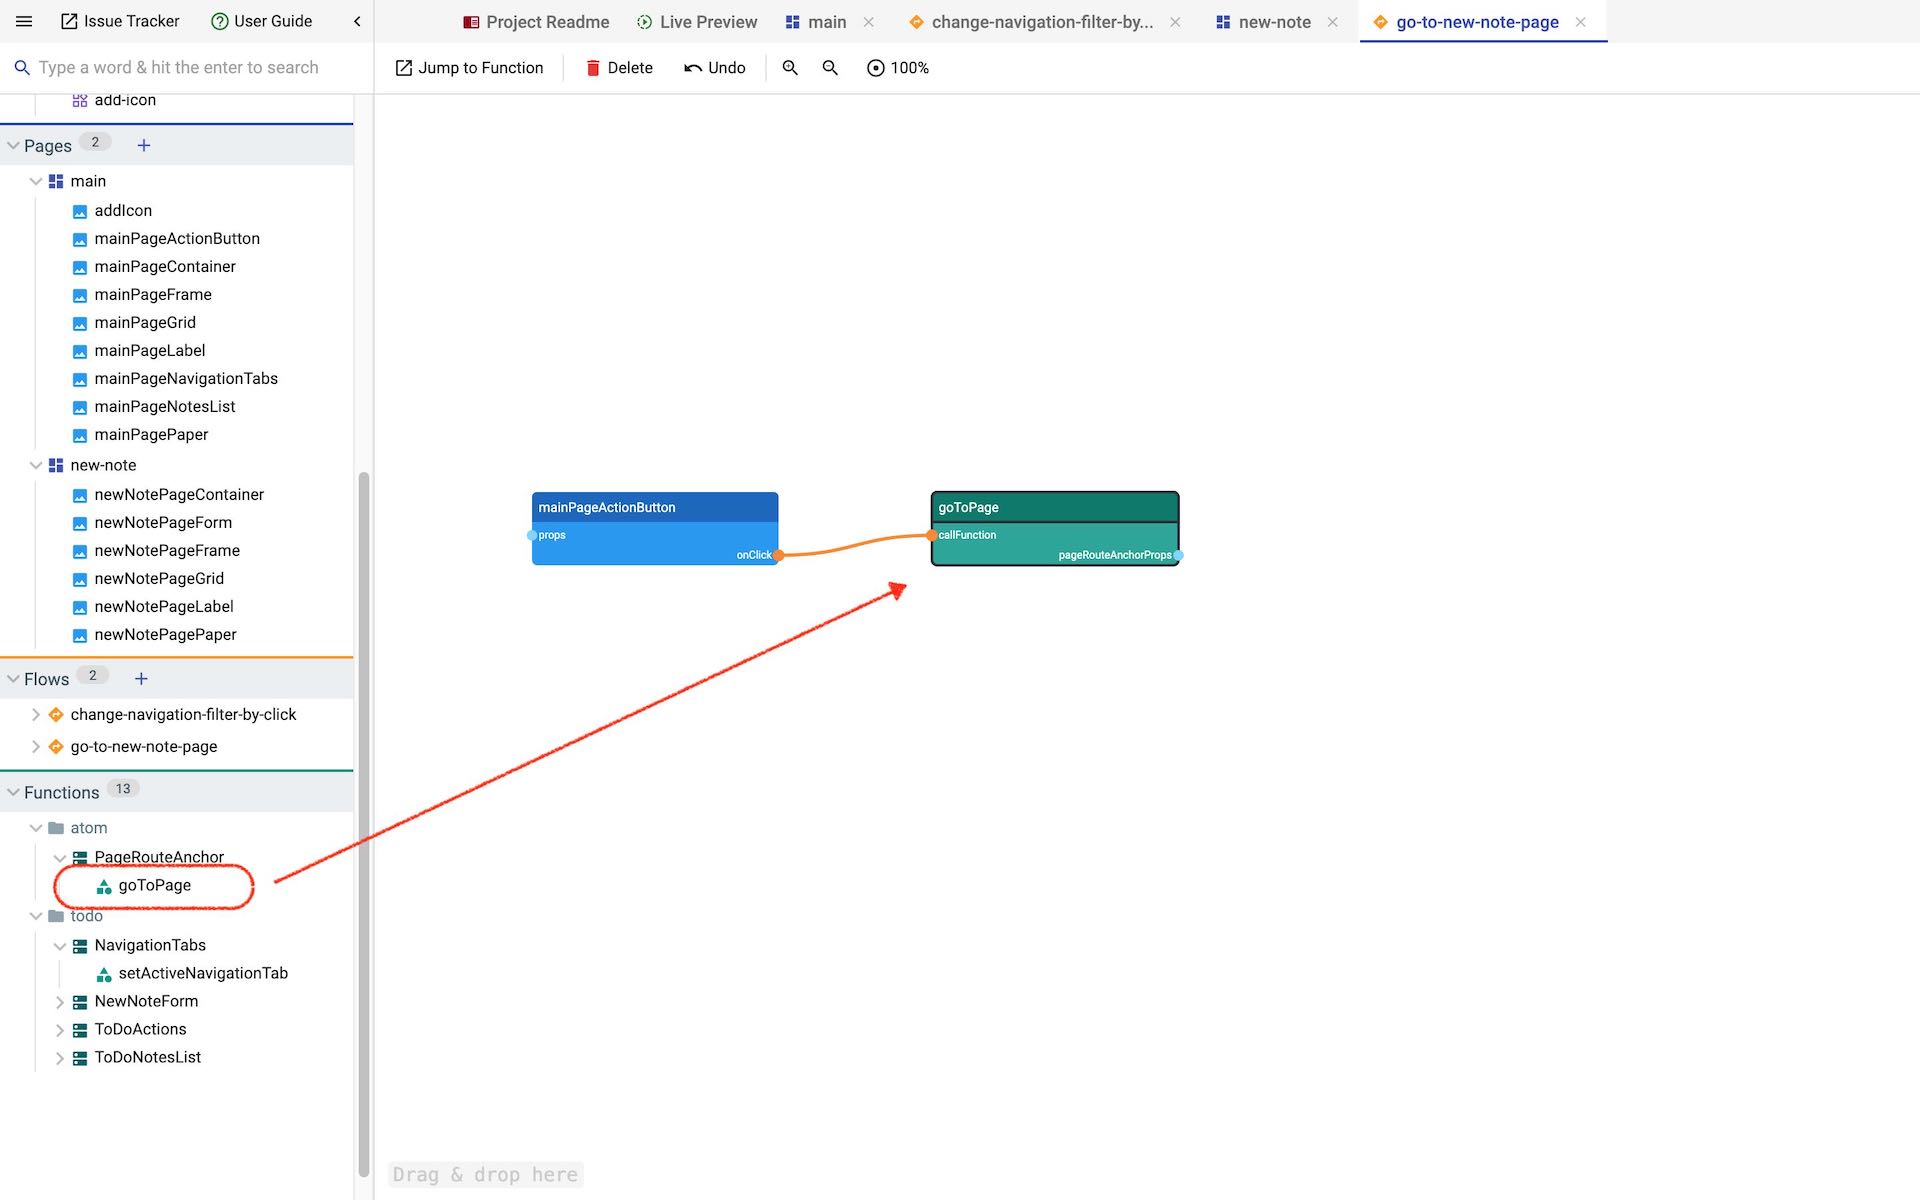 Issue Tracker
User Guide
Project Readme
Live Preview
main
change-navigation-filter-by...
new-note
go-to-new-note-page
Type a word & hit the enter to search
Jump to Function
Delete
Undo
100%
add-icon
Pages 2
main
addIcon
mainPageActionButton
mainPageContainer
mainPageFrame
mainPageGrid
mainPageLabel
mainPageNavigationTabs
mainPageNotesList
mainPagePaper
new-note
newNotePageContainer
newNotePageForm
newNotePageFrame
newNotePageGrid
newNotePageLabel
newNotePagePaper
Flows 2
change-navigation-filter-by-click
go-to-new-note-page
Functions 13
atom
PageRouteAnchor
goToPage
todo
NavigationTabs
setActiveNavigationTab
NewNoteForm
ToDoActions
ToDoNotesList
mainPageActionButton
props
onClick
goToPage
callFunction
pageRouteAnchorProps
Drag & drop here